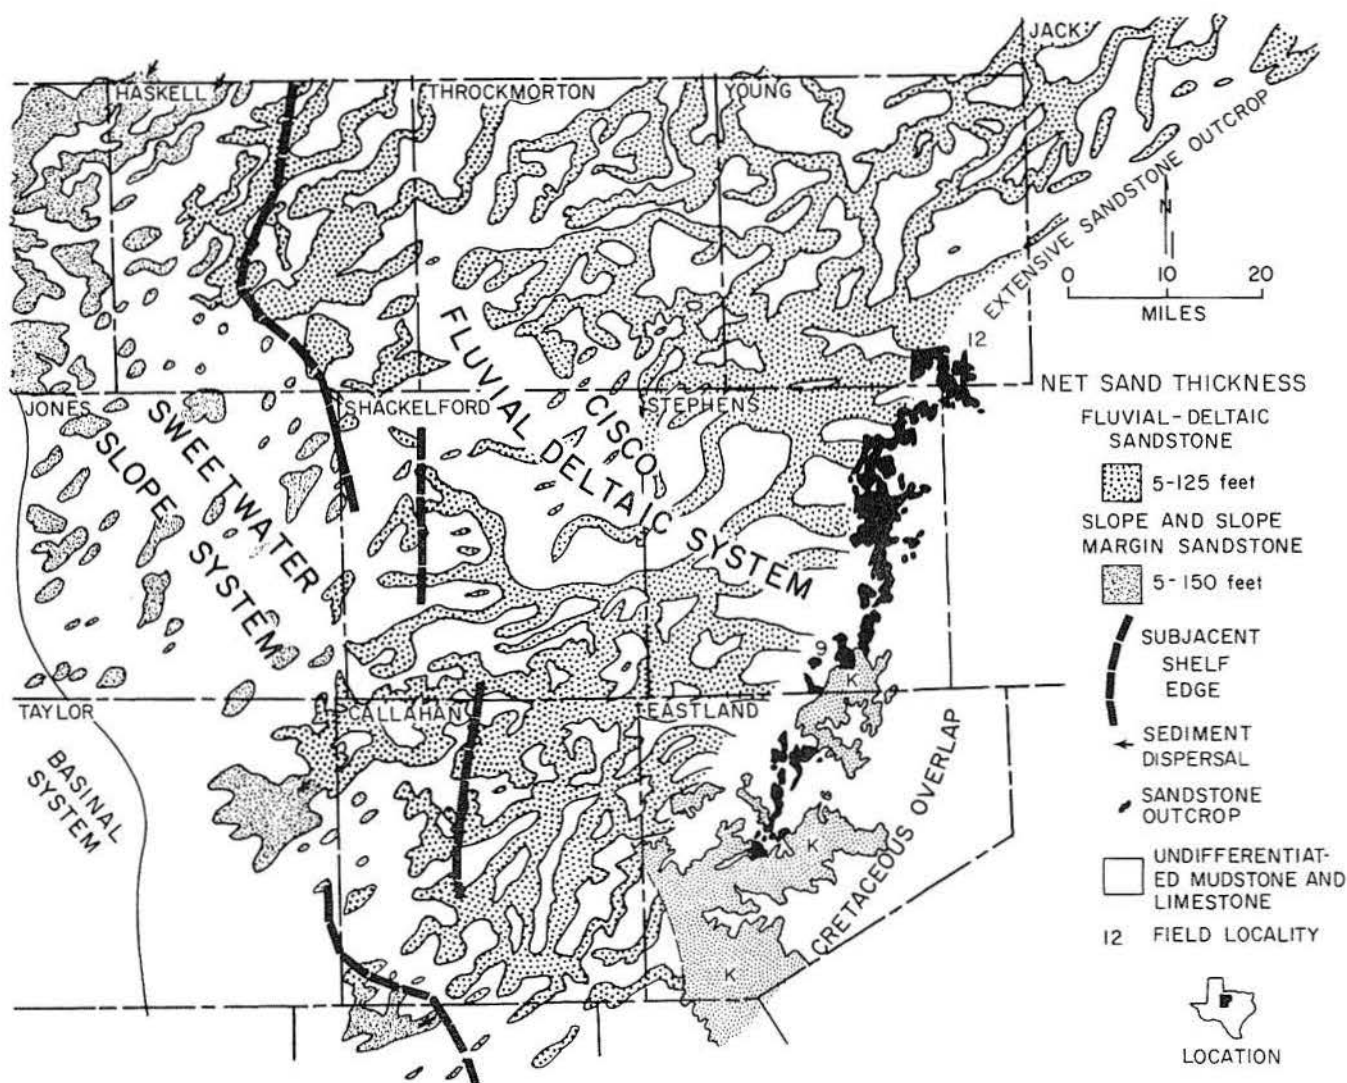 JACK
HASKELL
THROCKMORTON
YOUNG
EXTENSIVE SANDSTONE OUTCROP
N
0 10 20
MILES
12
FLUVIAL DELTAIC SYSTEM
CISCO
JONES
SHACKELFORD
STEPHENS
SWEETWATER
SLOPE SYSTEM
9
K
TAYLOR
CALLAHAN
EASTLAND
BASINAL
SYSTEM
CRETACEOUS OVERLAP
K
K
NET SAND THICKNESS
FLUVIAL-DELTAIC
SANDSTONE
5-125 feet
SLOPE AND SLOPE
MARGIN SANDSTONE
5-150 feet
SUBJACENT
SHELF
EDGE
SEDIMENT
DISPERSAL
SANDSTONE
OUTCROP
UNDIFFERENTIAT-
ED MUDSTONE AND
LIMESTONE
12 FIELD LOCALITY
LOCATION